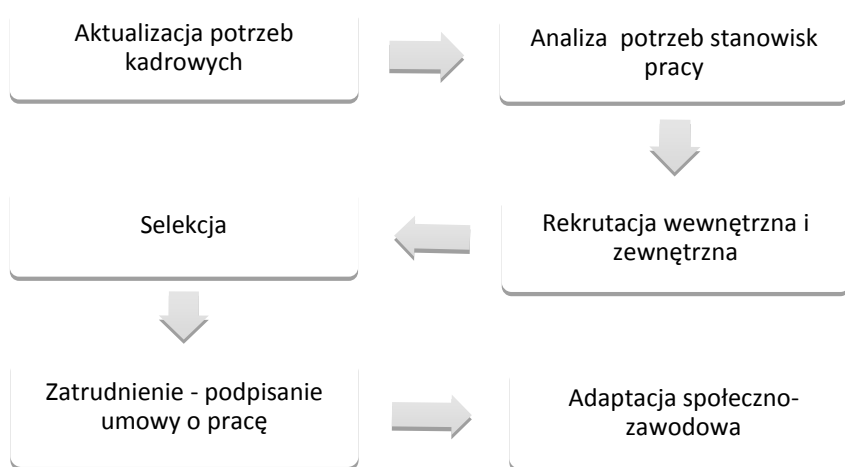 Aktualizacja potrzeb
kadrowych
Analiza potrzeb stanowisk
pracy
Rekrutacja wewnętrzna i
zewnętrzna
Selekcja
Zatrudnienie - podpisanie
umowy o pracę
Adaptacja społeczno-
zawodowa